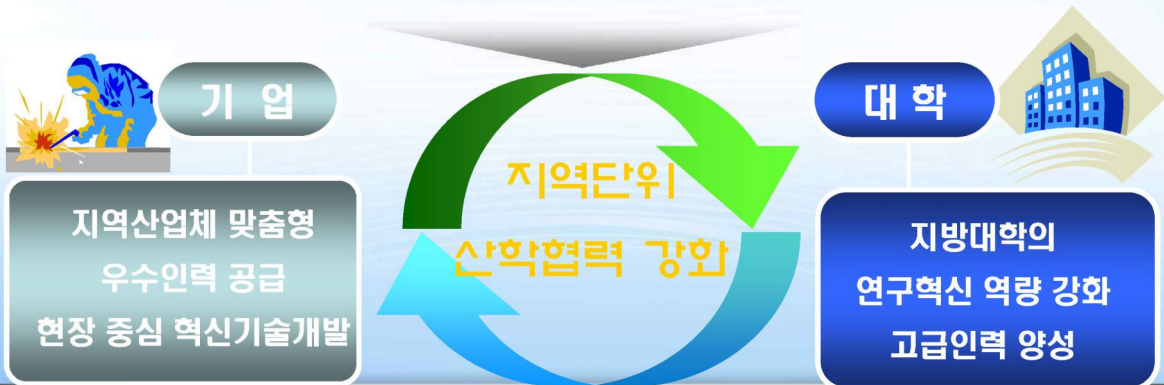 기 업
대 학
지역단위
산학협력 강화
지역산업체 맞춤형
우수인력 공급
현장 중심 혁신기술개발
지방대학의
연구혁신 역량 강화
고급인력 양성